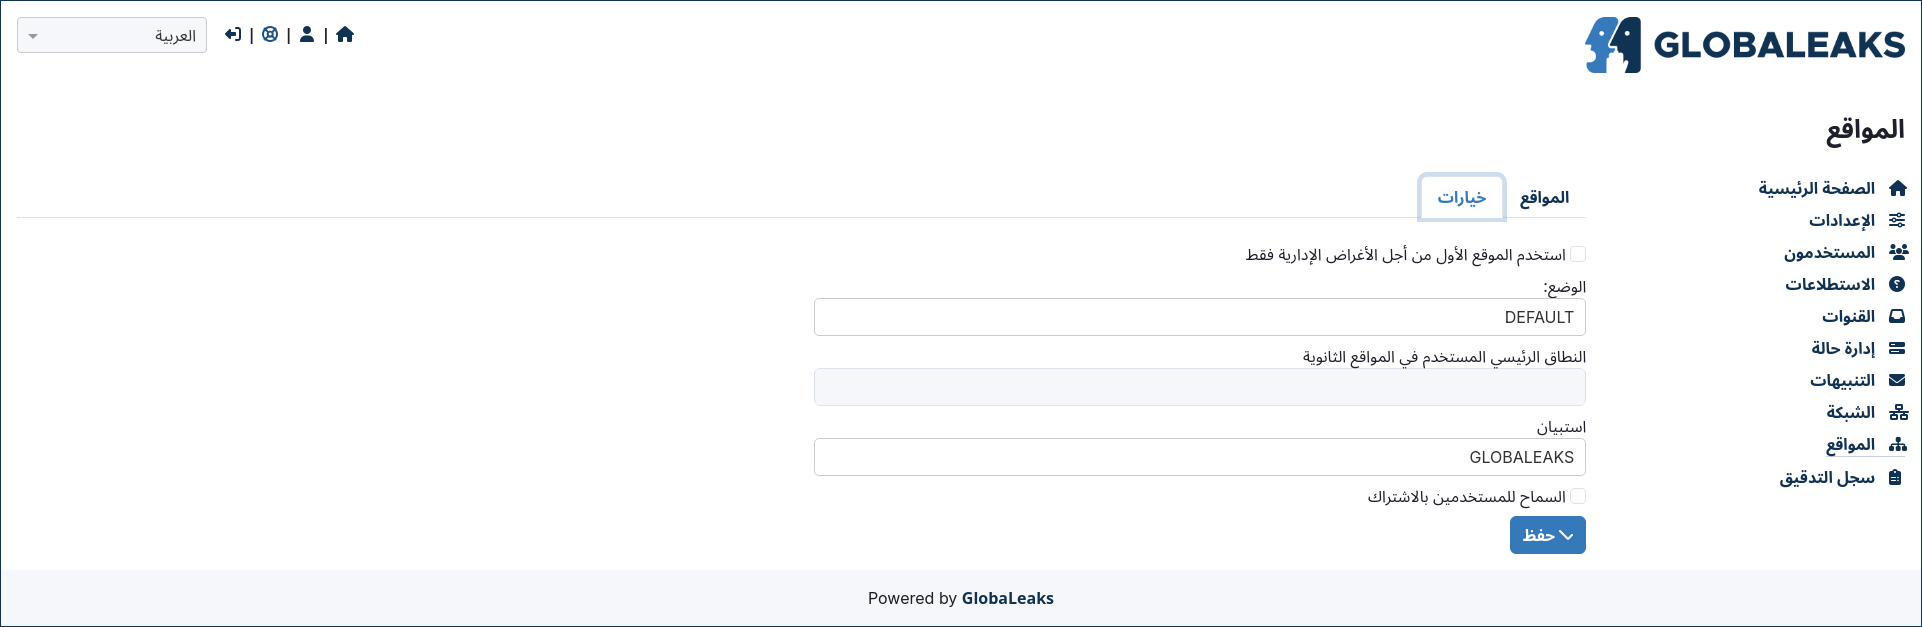 GLOBALEAKS
العربية
المواقع
الصفحة الرئيسية
الإعدادات
المستخدمون
الاستطلاعات
القنوات
إدارة حالة
التنبيهات
الشبكة
المواقع
سجل التدقيق
المواقع خيارات
استخدم الموقع الأول من أجل الأغراض الإدارية فقط
الوضع:
DEFAULT
النطاق الرئيسي المستخدم في المواقع الثانوية
استبيان
GLOBALEAKS
السماح للمستخدمين بالاشتراك
حفظ
Powered by GlobaLeaks